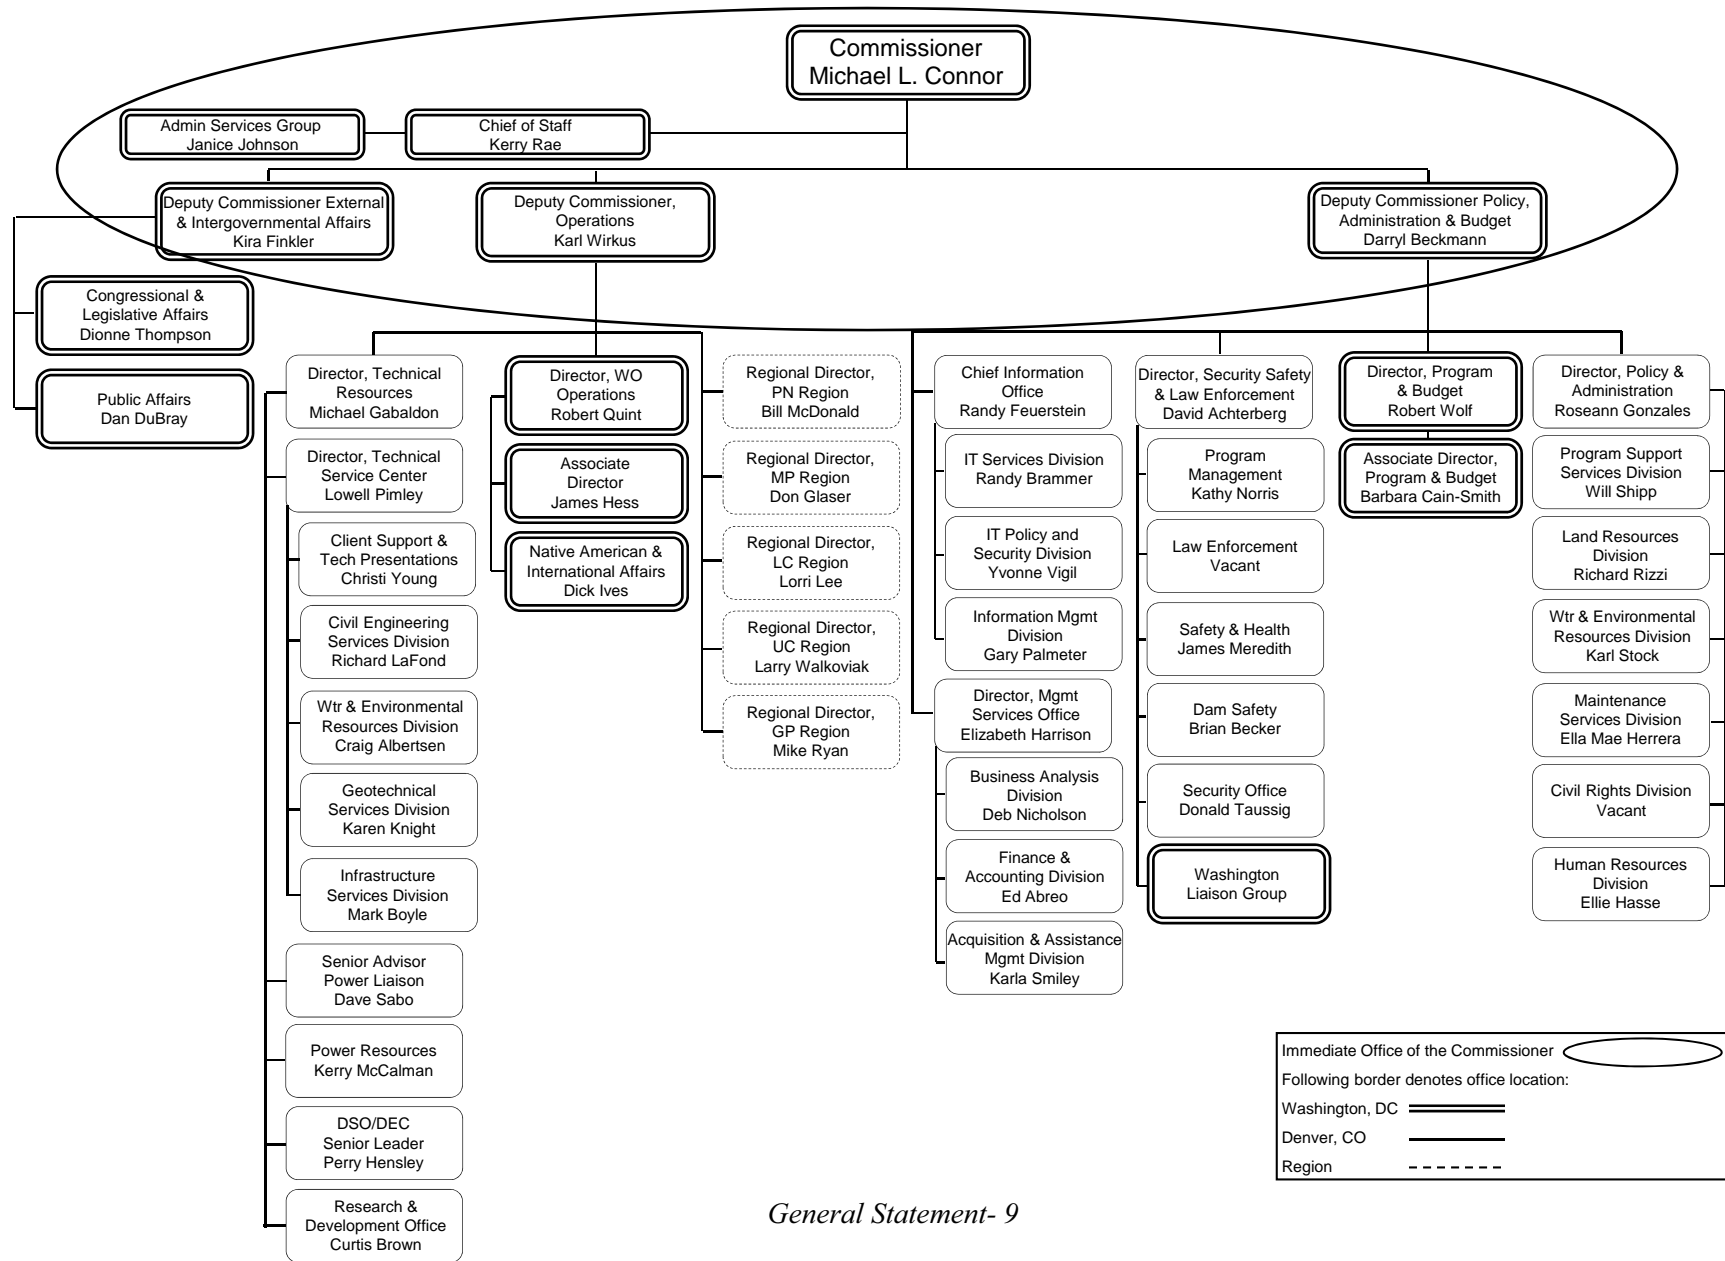 Commissioner
Michael L. Connor
Admin Services Group
Janice Johnson
Chief of Staff
Kerry Rae
Deputy Commissioner External
& Intergovernmental Affairs
Kira Finkler
Deputy Commissioner,
Operations
Karl Wirkus
Deputy Commissioner Policy,
Administration & Budget
Darryl Beckmann
Congressional &
Legislative Affairs
Dionne Thompson
Public Affairs
Dan DuBray
Director, Technical
Resources
Michael Gabaldon
Director, Technical
Service Center
Lowell Pimley
Client Support &
Tech Presentations
Christi Young
Civil Engineering
Services Division
Richard LaFond
Wtr & Environmental
Resources Division
Craig Albertsen
Geotechnical
Services Division
Karen Knight
Infrastructure
Services Division
Mark Boyle
Senior Advisor
Power Liaison
Dave Sabo
Power Resources
Kerry McCalman
DSO/DEC
Senior Leader
Perry Hensley
Research &
Development Office
Curtis Brown
Director, WO
Operations
Robert Quint
Associate
Director
James Hess
Native American &
International Affairs
Dick Ives
Regional Director,
PN Region
Bill McDonald
Regional Director,
MP Region
Don Glaser
Regional Director,
LC Region
Lorri Lee
Regional Director,
UC Region
Larry Walkoviak
Regional Director,
GP Region
Mike Ryan
Chief Information
Office
Randy Feuerstein
IT Services Division
Randy Brammer
IT Policy and
Security Division
Yvonne Vigil
Information Mgmt
Division
Gary Palmeter
Director, Mgmt
Services Office
Elizabeth Harrison
Business Analysis
Division
Deb Nicholson
Finance &
Accounting Division
Ed Abreo
Acquisition & Assistance
Mgmt Division
Karla Smiley
Director, Security Safety
& Law Enforcement
David Achterberg
Program
Management
Kathy Norris
Law Enforcement
Vacant
Safety & Health
James Meredith
Dam Safety
Brian Becker
Security Office
Donald Taussig
Washington
Liaison Group
Director, Program
& Budget
Robert Wolf
Associate Director,
Program & Budget
Barbara Cain-Smith
Director, Policy &
Administration
Roseann Gonzales
Program Support
Services Division
Will Shipp
Land Resources
Division
Richard Rizzi
Wtr & Environmental
Resources Division
Karl Stock
Maintenance
Services Division
Ella Mae Herrera
Civil Rights Division
Vacant
Human Resources
Division
Ellie Hasse
Immediate Office of the Commissioner
Following border denotes office location:
Washington, DC
Denver, CO
Region
General Statement- 9